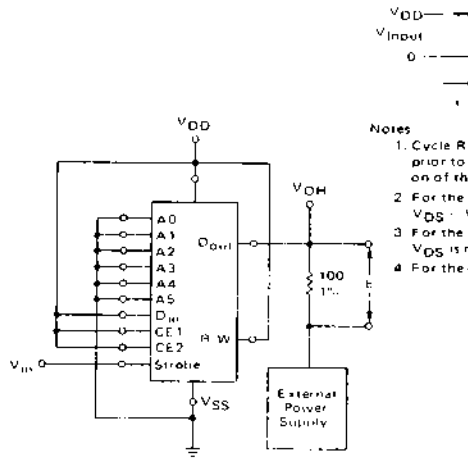 VDD
VInput
0
Notes
1. Cycle R
prior to
on of th
2 For the
VDS
3 For the
VDS is r
4 For the
VDD
VOH
A0
A1
A2
A3
A4
A5
Din
CE1
CE2
Strobe
Dout
R/W
VSS
Vin
100
1%
External
Power
Supply